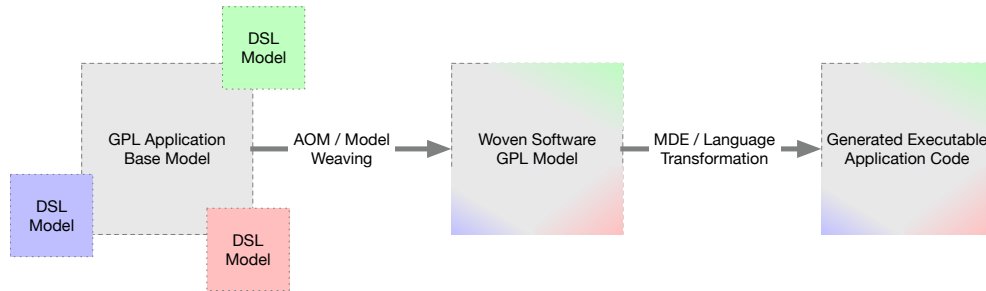 DSL
Model
GPL Application
Base Model
DSL
Model
DSL
Model
AOM / Model
Weaving
Woven Software
GPL Model
MDE / Language
Transformation
Generated Executable
Application Code